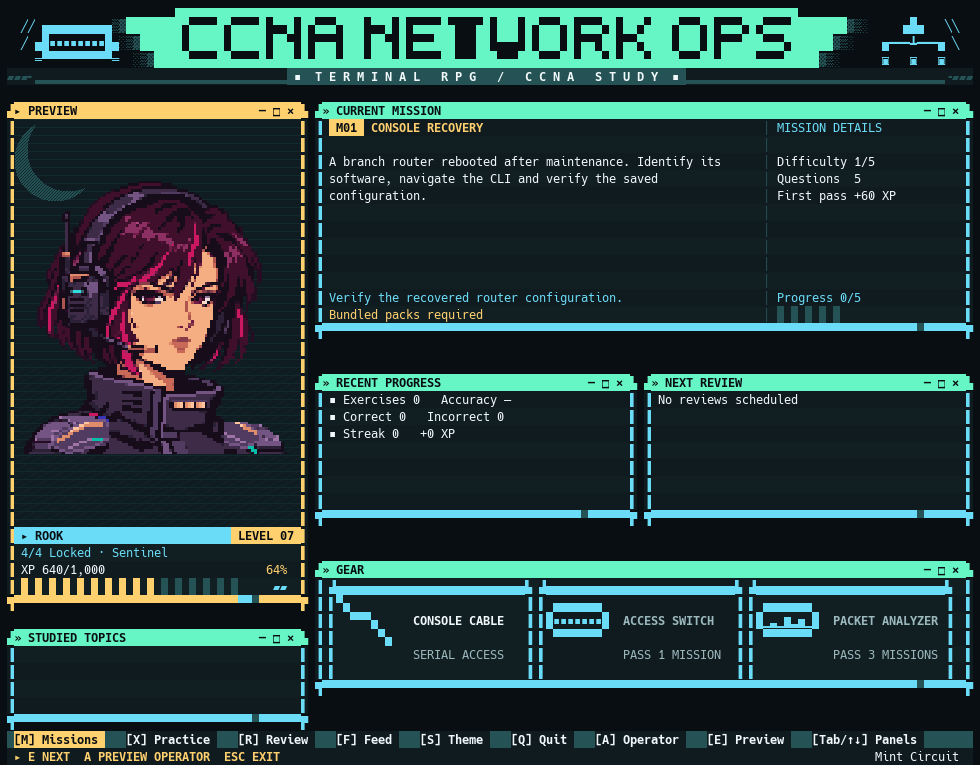 CCNA NETWORK OPS
▪ TERMINAL RPG / CCNA STUDY ▪
▸ PREVIEW — □ ×
» CURRENT MISSION — □ ×
M01 CONSOLE RECOVERY
MISSION DETAILS
A branch router rebooted after maintenance. Identify its
software, navigate the CLI and verify the saved
configuration.
Difficulty 1/5
Questions 5
First pass +60 XP
Verify the recovered router configuration.
Bundled packs required
Progress 0/5
» RECENT PROGRESS — □ ×
▪ Exercises 0 Accuracy —
▪ Correct 0 Incorrect 0
▪ Streak 0 +0 XP
» NEXT REVIEW — □ ×
No reviews scheduled
▸ ROOK LEVEL 07
4/4 Locked · Sentinel
XP 640/1,000 64%
» STUDIED TOPICS — □ ×
» GEAR — □ ×
CONSOLE CABLE
SERIAL ACCESS
ACCESS SWITCH
PASS 1 MISSION
PACKET ANALYZER
PASS 3 MISSIONS
[M] Missions [X] Practice [R] Review [F] Feed [S] Theme [Q] Quit [A] Operator [E] Preview [Tab/↑↓] Panels
▸ E NEXT A PREVIEW OPERATOR ESC EXIT
Mint Circuit